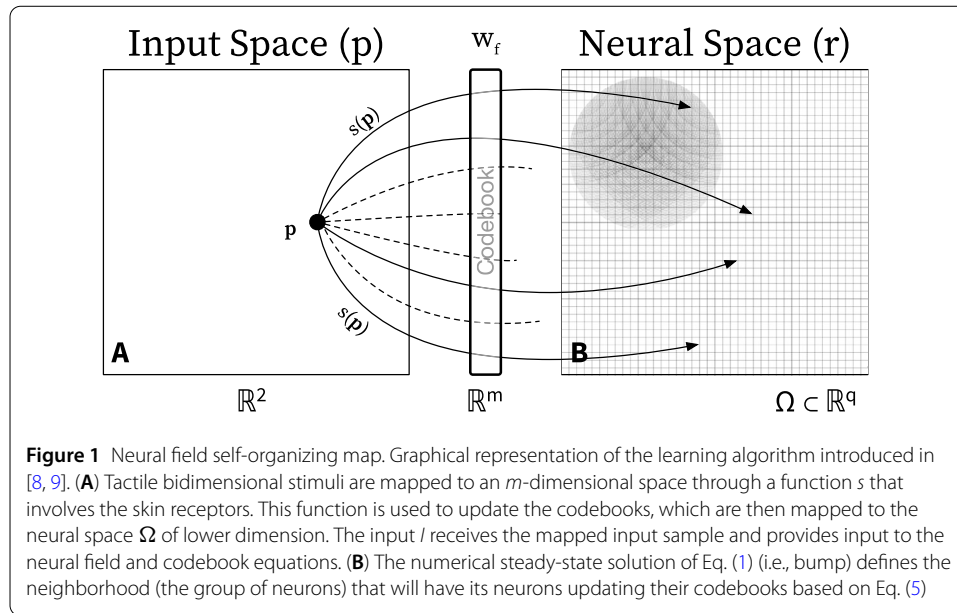 Input Space (p)
w_f
Neural Space (r)
s(p)
Codebook
p
s(p)
A
B
ℝ²
ℝᵐ
Ω ⊂ ℝ^q
Figure 1 Neural field self-organizing map. Graphical representation of the learning algorithm introduced in
[8, 9]. (A) Tactile bidimensional stimuli are mapped to an m-dimensional space through a function s that
involves the skin receptors. This function is used to update the codebooks, which are then mapped to the
neural space Ω of lower dimension. The input I receives the mapped input sample and provides input to the
neural field and codebook equations. (B) The numerical steady-state solution of Eq. (1) (i.e., bump) defines the
neighborhood (the group of neurons) that will have its neurons updating their codebooks based on Eq. (5)